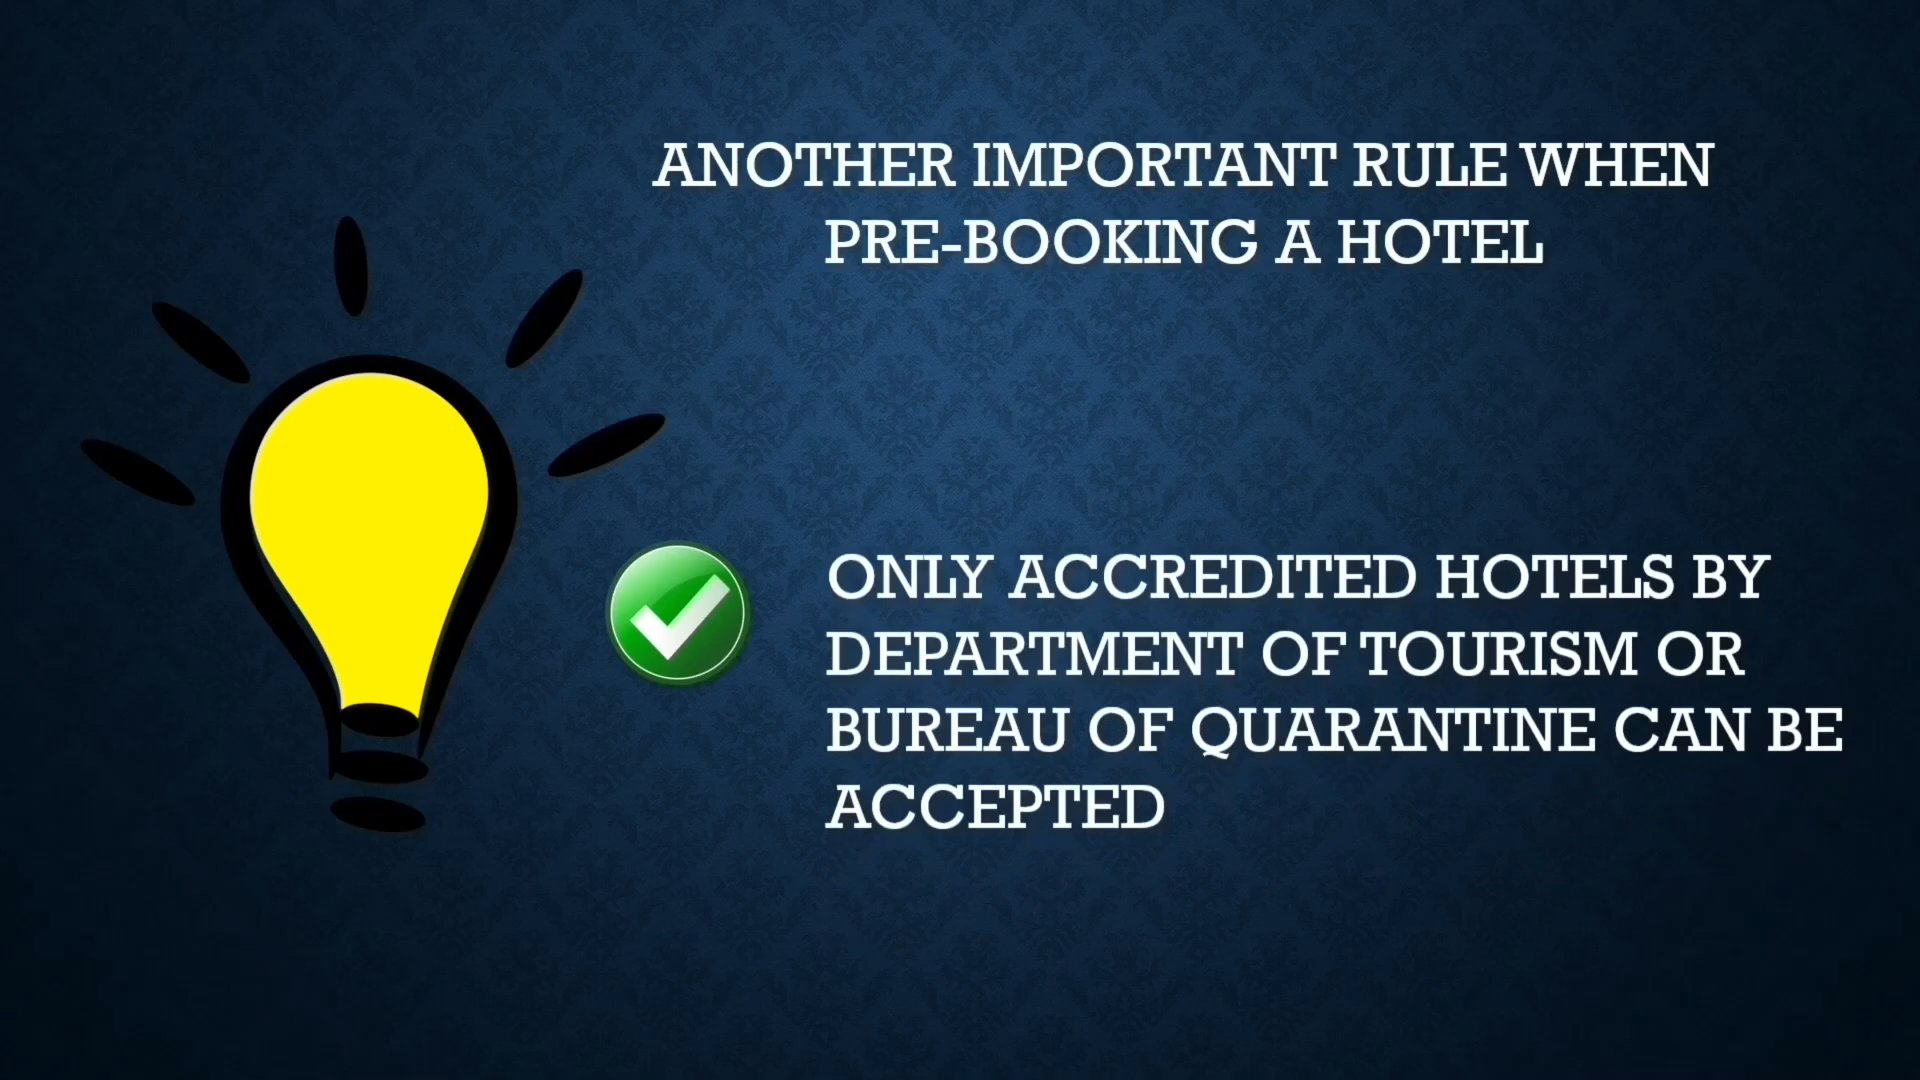 ANOTHER IMPORTANT RULE WHEN
PRE-BOOKING A HOTEL
ONLY ACCREDITED HOTELS BY
DEPARTMENT OF TOURISM OR
BUREAU OF QUARANTINE CAN BE
ACCEPTED